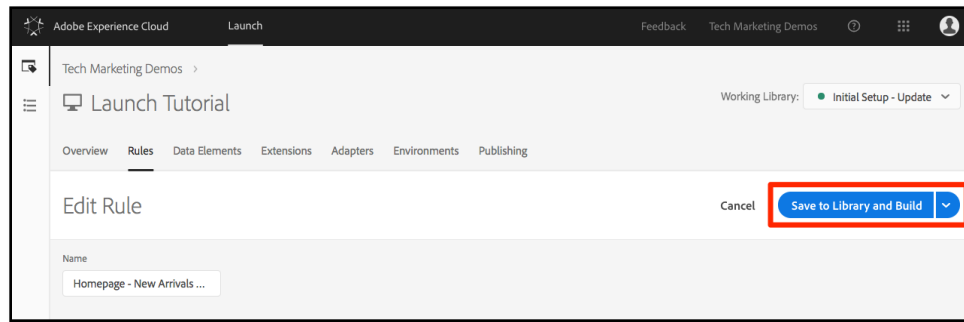 Adobe Experience Cloud Launch Feedback Tech Marketing Demos
Tech Marketing Demos >
Launch Tutorial
Working Library: Initial Setup - Update
Overview Rules Data Elements Extensions Adapters Environments Publishing
Edit Rule
Cancel Save to Library and Build
Name
Homepage - New Arrivals ...